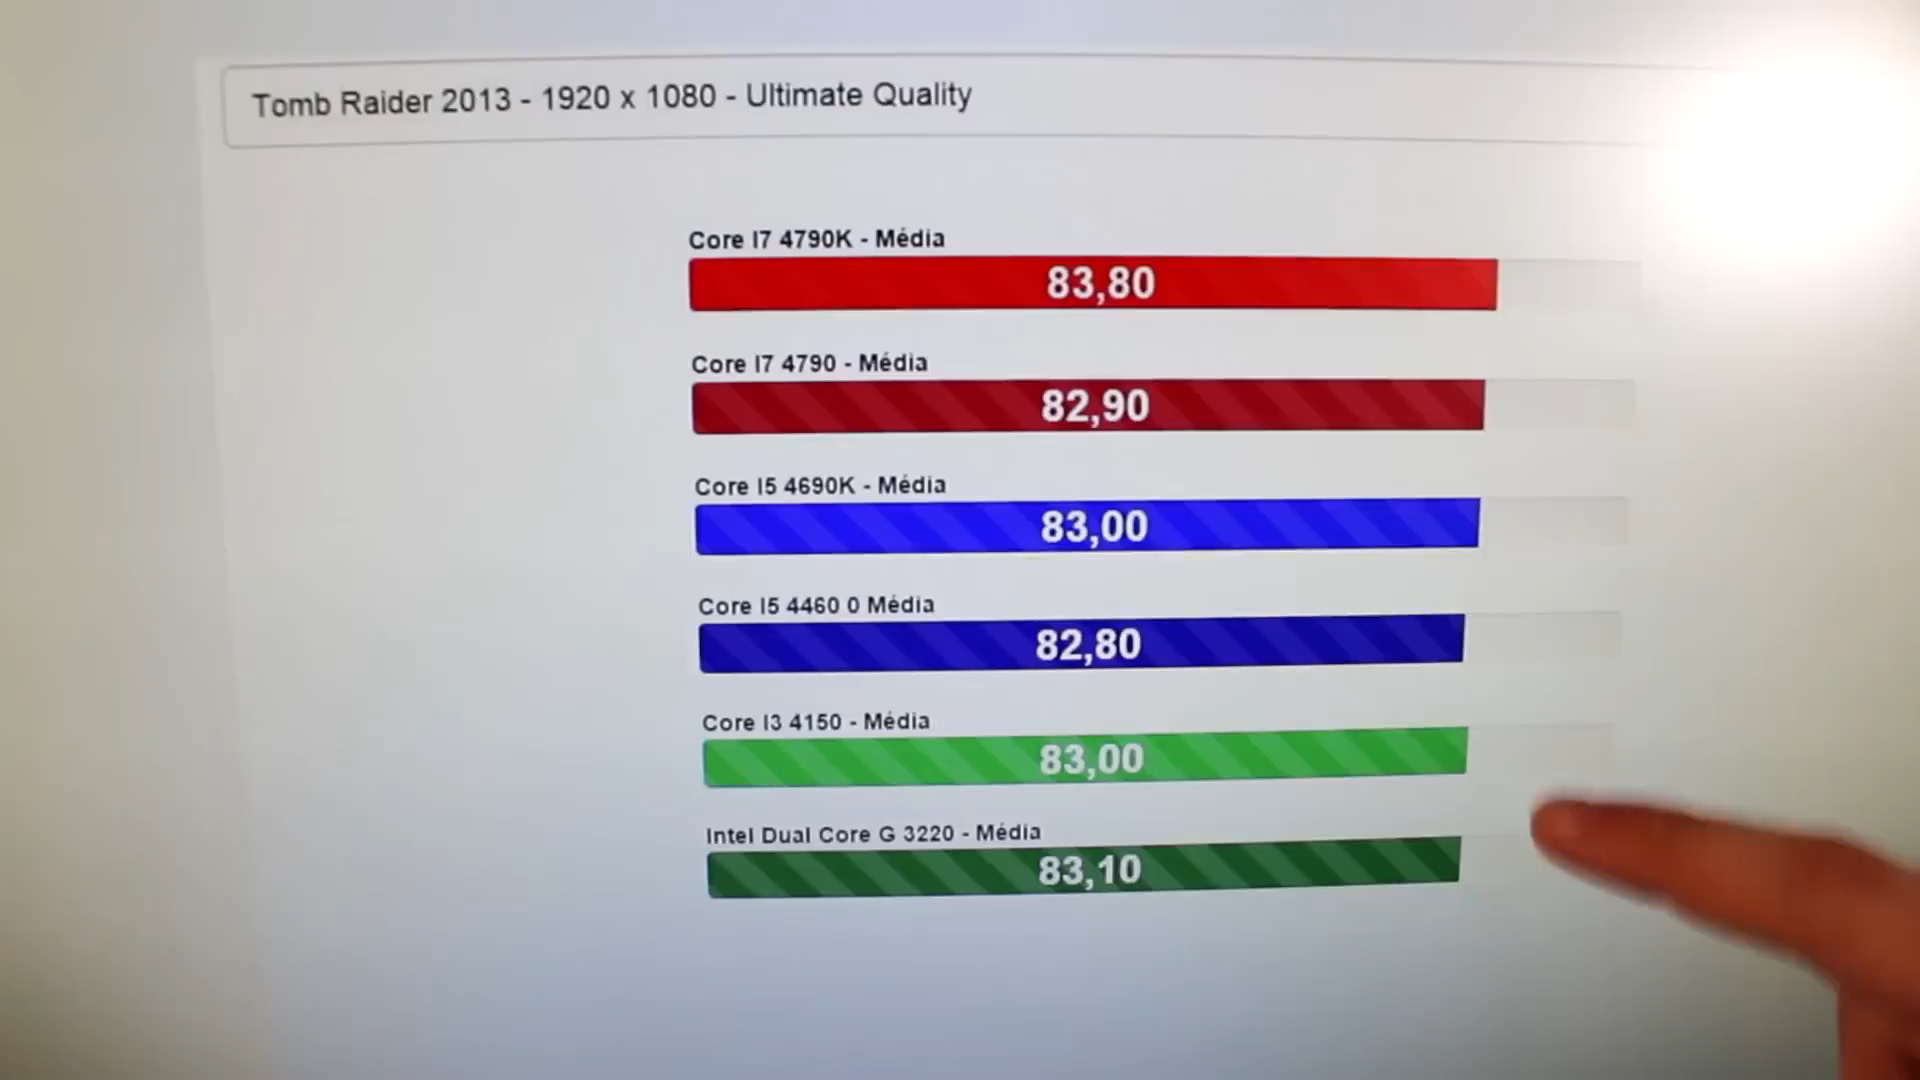 Tomb Raider 2013 - 1920 x 1080 - Ultimate Quality
Core I7 4790K - Média
83,80
Core I7 4790 - Média
82,90
Core I5 4690K - Média
83,00
Core I5 4460 0 Média
82,80
Core I3 4150 - Média
83,00
Intel Dual Core G 3220 - Média
83,10